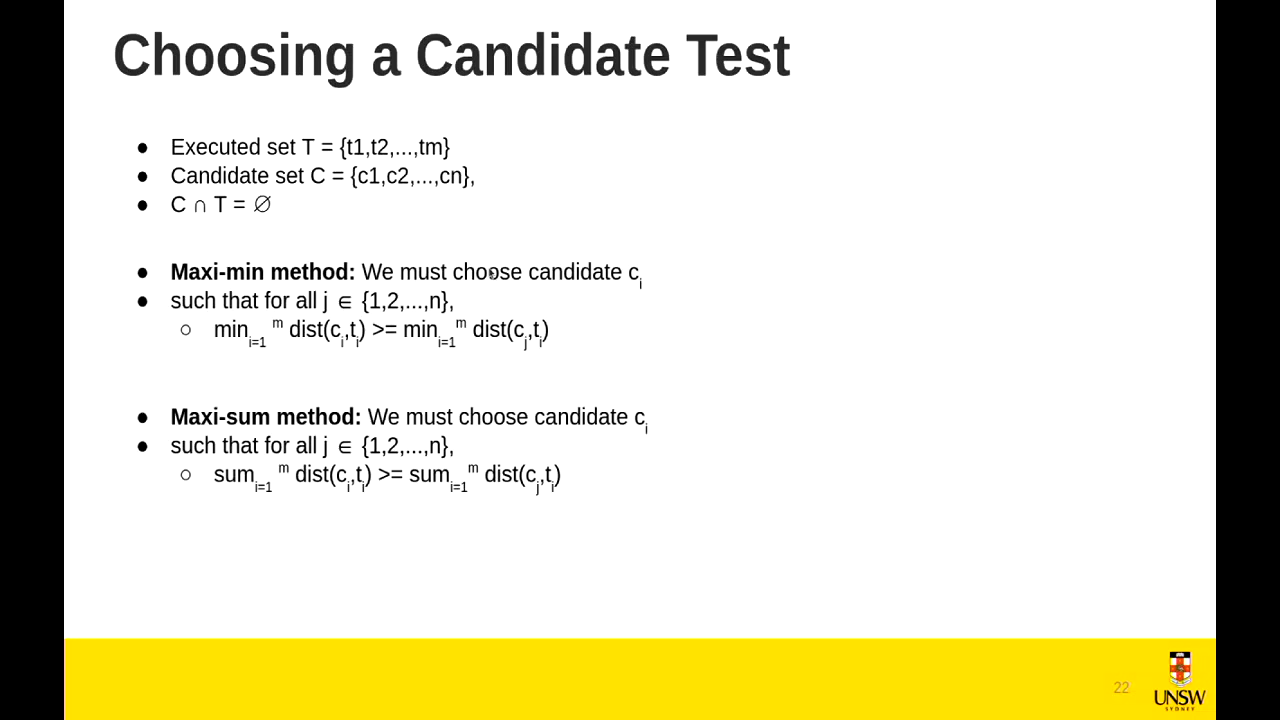 Choosing a Candidate Test
● Executed set T = {t1,t2,...,tm}
● Candidate set C = {c1,c2,...,cn},
● C ∩ T = ∅
● Maxi-min method: We must choose candidate cᵢ
● such that for all j ∈ {1,2,...,n},
○ minᵢ₌₁ ᵐ dist(cᵢ,tᵢ) >= minᵢ₌₁ᵐ dist(cⱼ,tᵢ)
● Maxi-sum method: We must choose candidate cᵢ
● such that for all j ∈ {1,2,...,n},
○ sumᵢ₌₁ ᵐ dist(cᵢ,tᵢ) >= sumᵢ₌₁ᵐ dist(cⱼ,tᵢ)
22
UNSW
SYDNEY